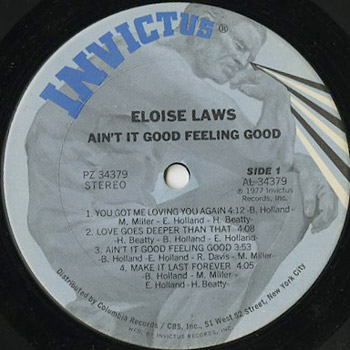 INVICTUS®
ELOISE LAWS
AIN'T IT GOOD FEELING GOOD
PZ 34379
STEREO
SIDE 1
AL 34379
℗ 1977 Invictus
Records, Inc.
1. YOU GOT ME LOVING YOU AGAIN 4:12 -B. Holland-
M. Miller - E. Holland - H. Beatty-
2. LOVE GOES DEEPER THAN THAT 4:08
-H. Beatty - B. Holland - E. Holland-
3. AIN'T IT GOOD FEELING GOOD 3:53
-B. Holland -E. Holland - R. Davis - M. Miller-
4. MAKE IT LAST FOREVER 4:05
-B. Holland - M. Miller -
E. Holland- H. Beatty-
Distributed by Columbia Records / CBS, Inc., 51 West 52 Street, New York City
MFG. BY INVICTUS RECORDS, INC.